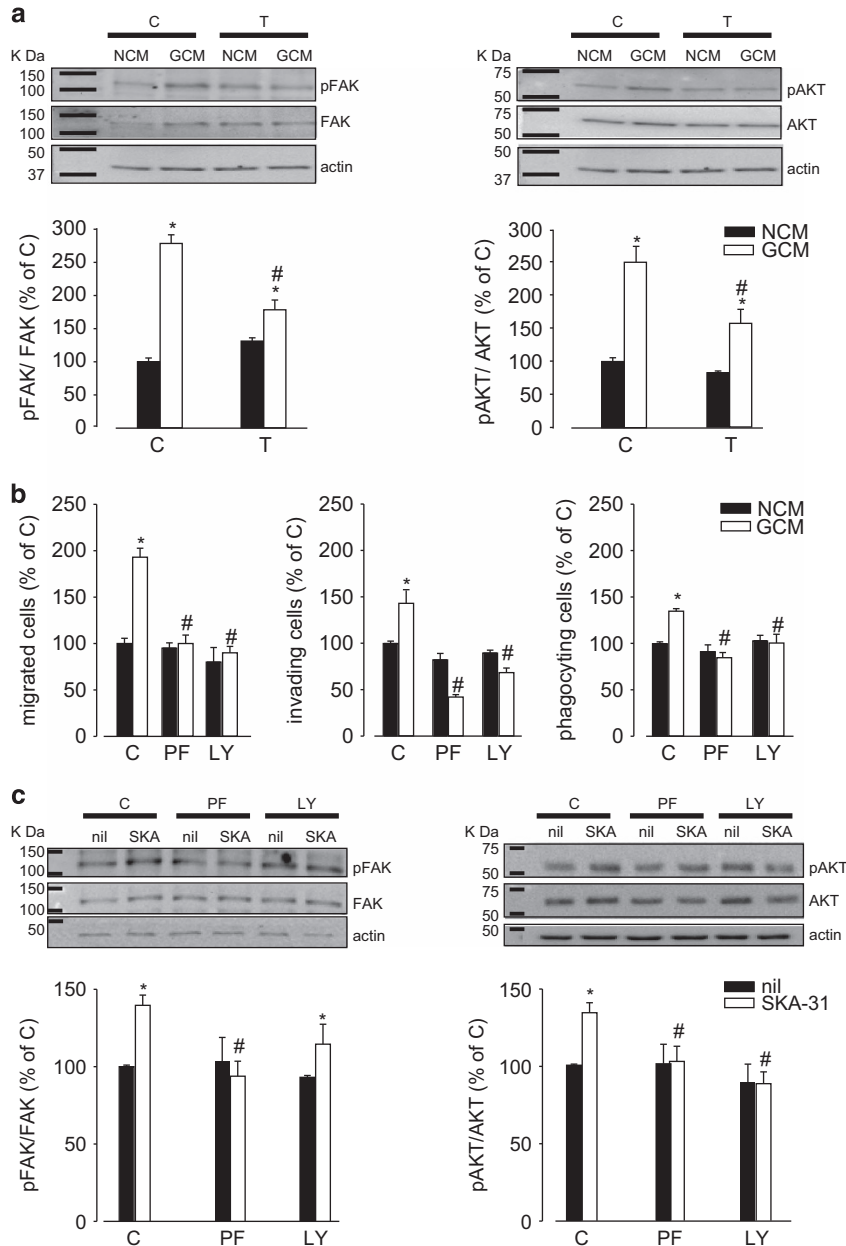 a
C T C T
K Da NCM GCM NCM GCM NCM GCM NCM GCM
150
100
pFAK
75
50
pAKT
150
100
FAK
75
50
AKT
50
37
actin
50
37
actin
pFAK/ FAK (% of C)
300
250
200
150
100
50
0
*
#
*
C T
pAKT/ AKT (% of C)
300
250
200
150
100
50
0
*
#
*
C T
NCM
GCM
b
migrated cells (% of C)
250
200
150
100
50
0
*
#
#
C PF LY
invading cells (% of C)
250
200
150
100
50
0
*
#
#
C PF LY
phagocyting cells (% of C)
250
200
150
100
50
0
*
#
#
C PF LY
NCM
GCM
c
C PF LY
K Da nil SKA nil SKA nil SKA
150
100
pFAK
150
100
FAK
50
actin
C PF LY
K Da nil SKA nil SKA nil SKA
75
50
pAKT
75
50
AKT
50
actin
pFAK/FAK (% of C)
150
100
50
0
*
#
*
C PF LY
pAKT/AKT (% of C)
150
100
50
0
*
#
#
C PF LY
nil
SKA-31